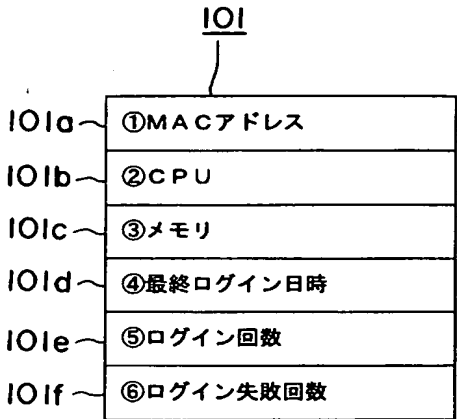 101
101a ①MACアドレス
101b ②CPU
101c ③メモリ
101d ④最終ログイン日時
101e ⑤ログイン回数
101f ⑥ログイン失敗回数